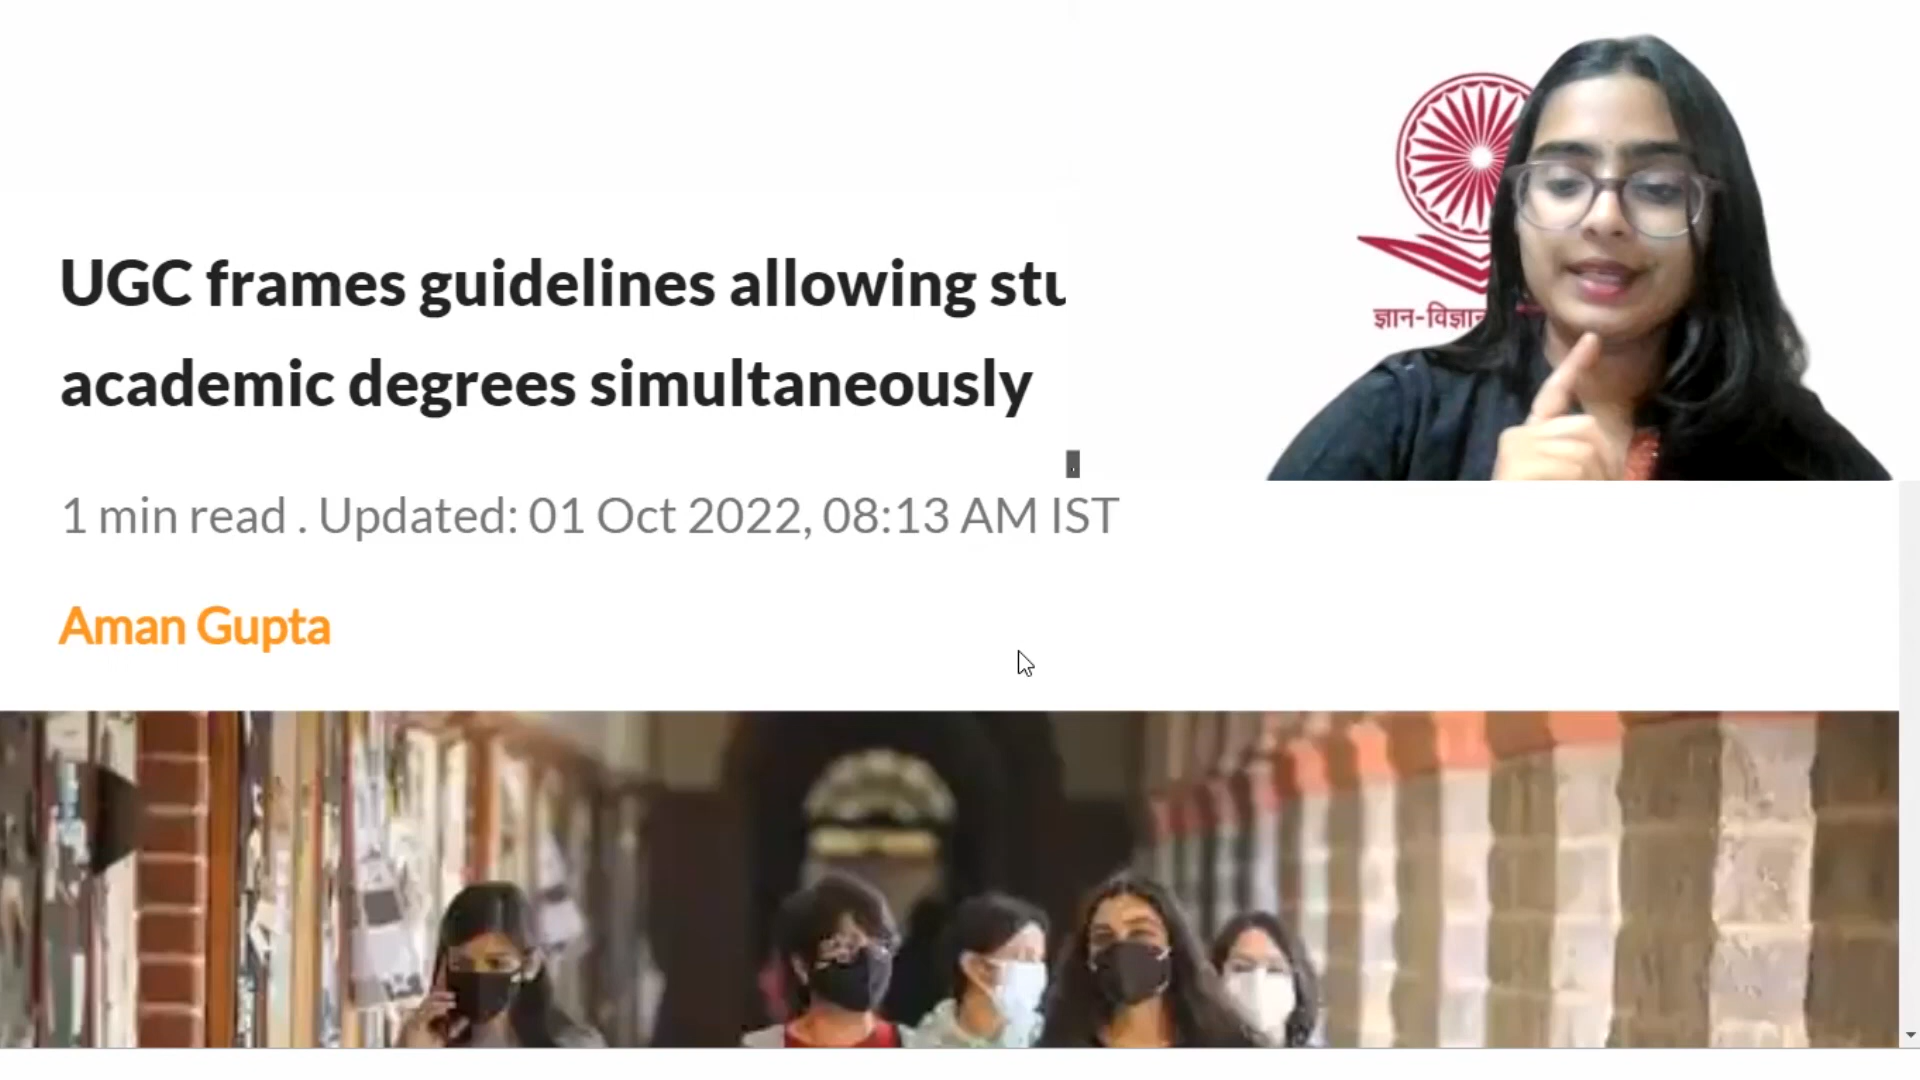 UGC frames guidelines allowing stu
academic degrees simultaneously
1 min read . Updated: 01 Oct 2022, 08:13 AM IST
Aman Gupta
ज्ञान-विज्ञान